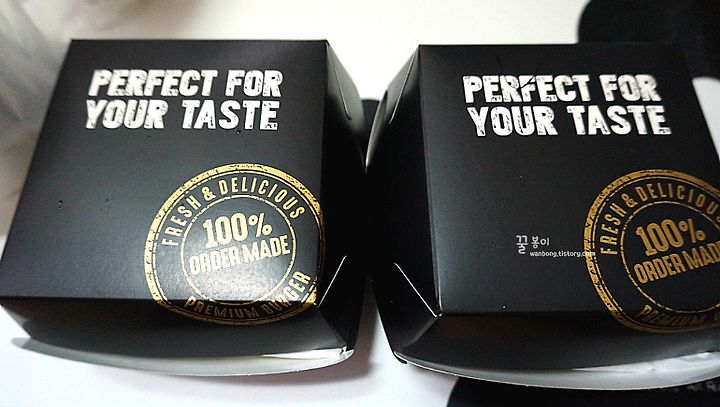 PERFECT FOR
YOUR TASTE
FRESH & DELICIOUS
100%
ORDER MADE
PREMIUM BURGER
PERFECT FOR
YOUR TASTE
FRESH & DELICIOUS
100%
ORDER MADE
꿀봉이
wanbong.tistory.com